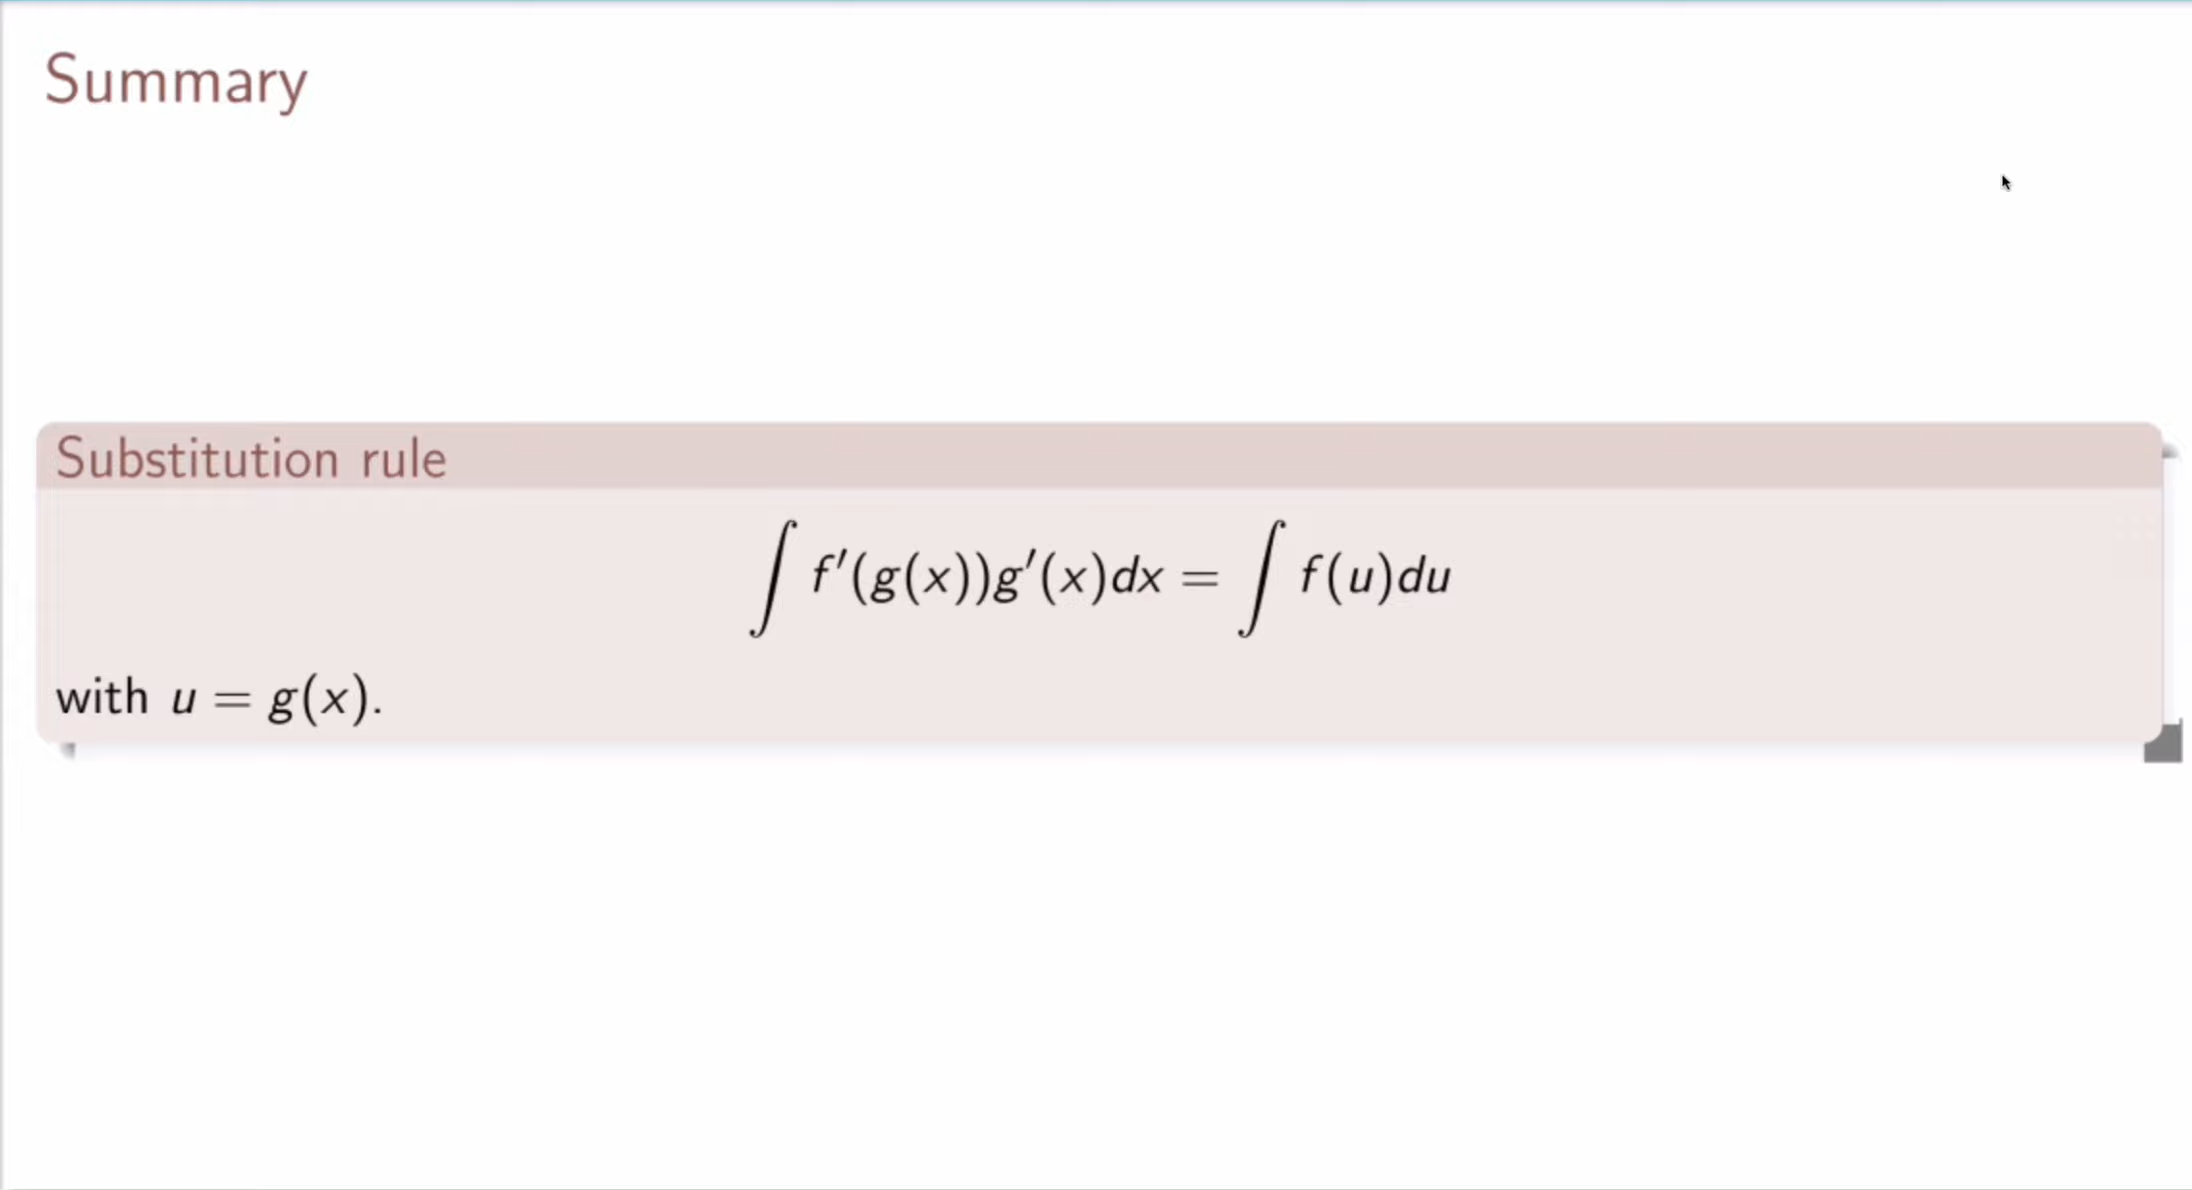 Summary
Substitution rule
∫ f′(g(x))g′(x)dx = ∫ f(u)du
with u = g(x).